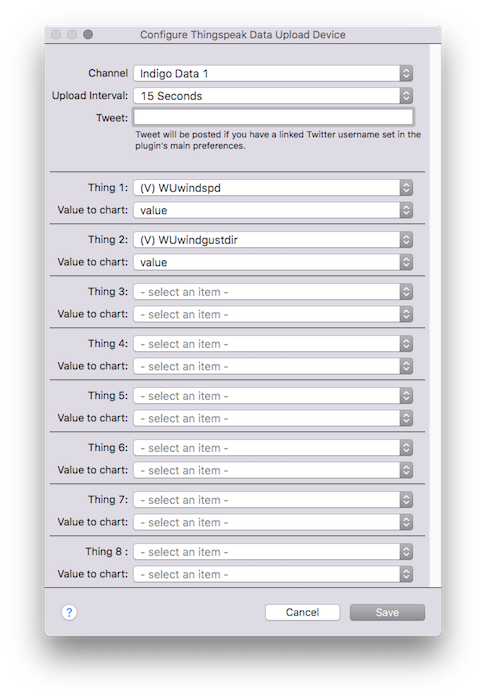 Configure Thingspeak Data Upload Device
Channel Indigo Data 1
Upload Interval: 15 Seconds
Tweet:
Tweet will be posted if you have a linked Twitter username set in the
plugin's main preferences.
Thing 1: (V) WUwindspd
Value to chart: value
Thing 2: (V) WUwindgustdir
Value to chart: value
Thing 3: - select an item -
Value to chart: - select an item -
Thing 4: - select an item -
Value to chart: - select an item -
Thing 5: - select an item -
Value to chart: - select an item -
Thing 6: - select an item -
Value to chart: - select an item -
Thing 7: - select an item -
Value to chart: - select an item -
Thing 8 : - select an item -
Value to chart: - select an item -
? Cancel Save